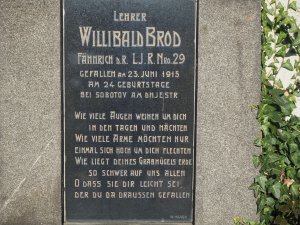 LEHRER
WILLIBALD BROD
FÄHNRICH D.R. L.J.R. NRO. 29
GEFALLEN AM 23. JUNI 1915
AM 24 GEBURTSTAGE
BEI SOBOTOV AM DNJESTR
WIE VIELE AUGEN WEINEN UM DICH
IN DEN TAGEN UND NÄCHTEN
WIE VIELE ARME MÖCHTEN NUR
EINMAL SICH NOCH UM DICH FLECHTEN
WIE LIEGT DEINES GRABHÜGELS ERDE
SO SCHWER AUF UNS ALLEN
O DASS SIE DIR LEICHT SEI,
DER DU DA DRAUSSEN GEFALLEN